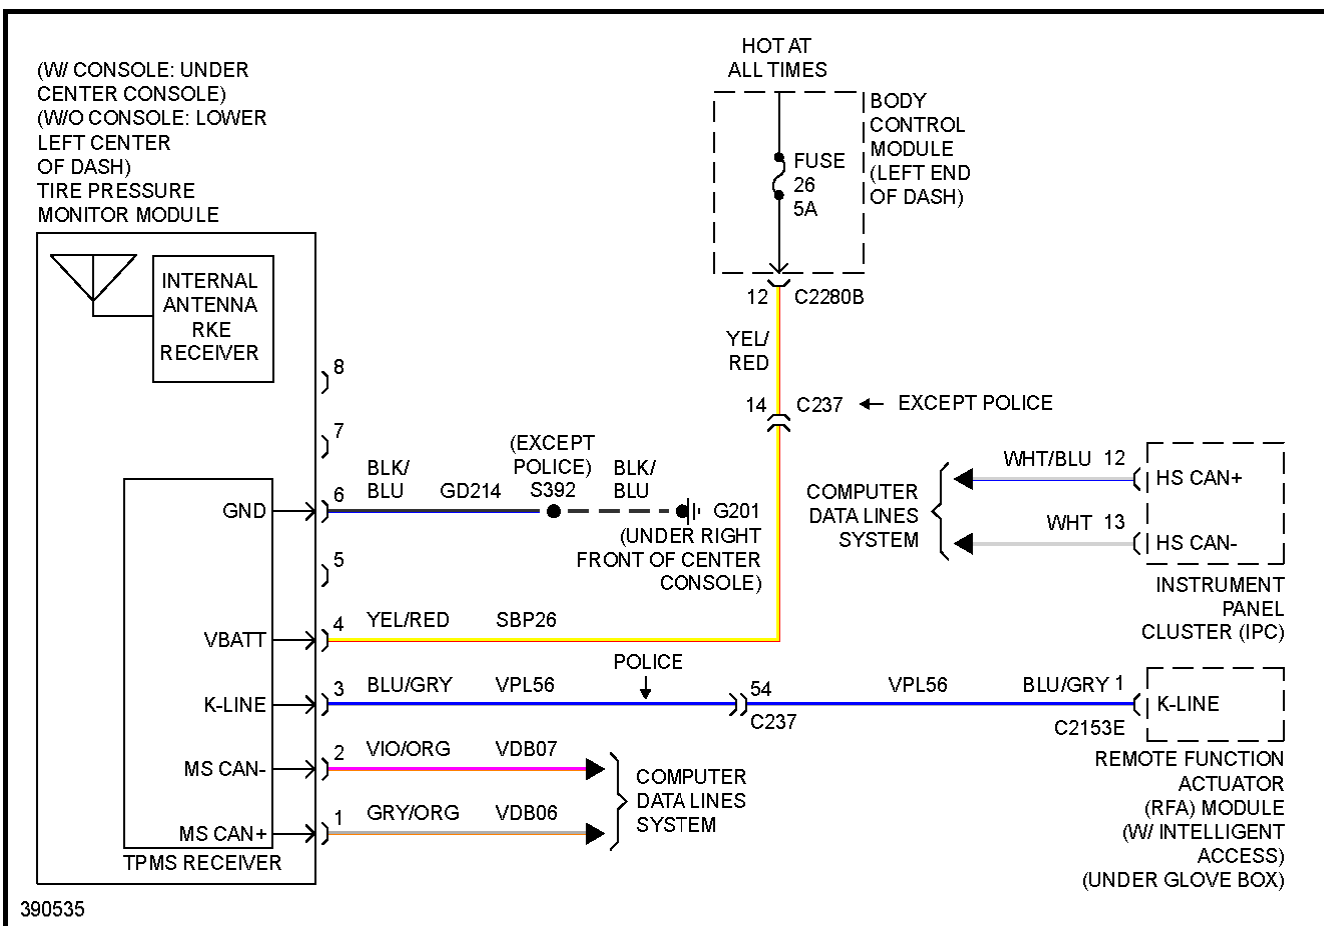 (W/ CONSOLE: UNDER
CENTER CONSOLE)
(W/O CONSOLE: LOWER
LEFT CENTER
OF DASH)
TIRE PRESSURE
MONITOR MODULE
INTERNAL
ANTENNA
RKE
RECEIVER
HOT AT
ALL TIMES
BODY
CONTROL
MODULE
(LEFT END
OF DASH)
FUSE
26
5A
12 C2280B
YEL/
RED
14 C237
EXCEPT POLICE
8
7
GND
6
BLK/
BLU
GD214
(EXCEPT
POLICE)
S392
BLK/
BLU
G201
(UNDER RIGHT
FRONT OF CENTER
CONSOLE)
COMPUTER
DATA LINES
SYSTEM
WHT/BLU 12
HS CAN+
WHT 13
HS CAN-
INSTRUMENT
PANEL
CLUSTER (IPC)
5
VBATT
4
YEL/RED
SBP26
POLICE
K-LINE
3
BLU/GRY
VPL56
54
C237
VPL56
BLU/GRY 1
C2153E
K-LINE
REMOTE FUNCTION
ACTUATOR
(RFA) MODULE
(W/ INTELLIGENT
ACCESS)
(UNDER GLOVE BOX)
MS CAN-
2
VIO/ORG
VDB07
COMPUTER
DATA LINES
SYSTEM
MS CAN+
1
GRY/ORG
VDB06
TPMS RECEIVER
390535